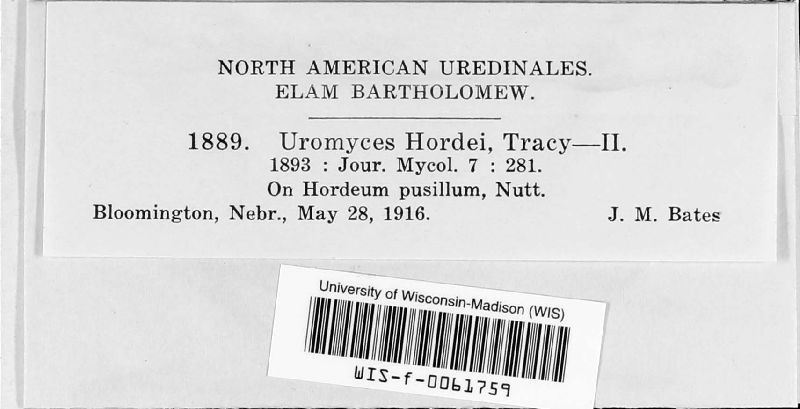 NORTH AMERICAN UREDINALES.
ELAM BARTHOLOMEW.
1889. Uromyces Hordei, Tracy—II.
1893 : Jour. Mycol. 7 : 281.
On Hordeum pusillum, Nutt.
Bloomington, Nebr., May 28, 1916. J. M. Bates
University of Wisconsin-Madison (WIS)
WIS-f-0061759